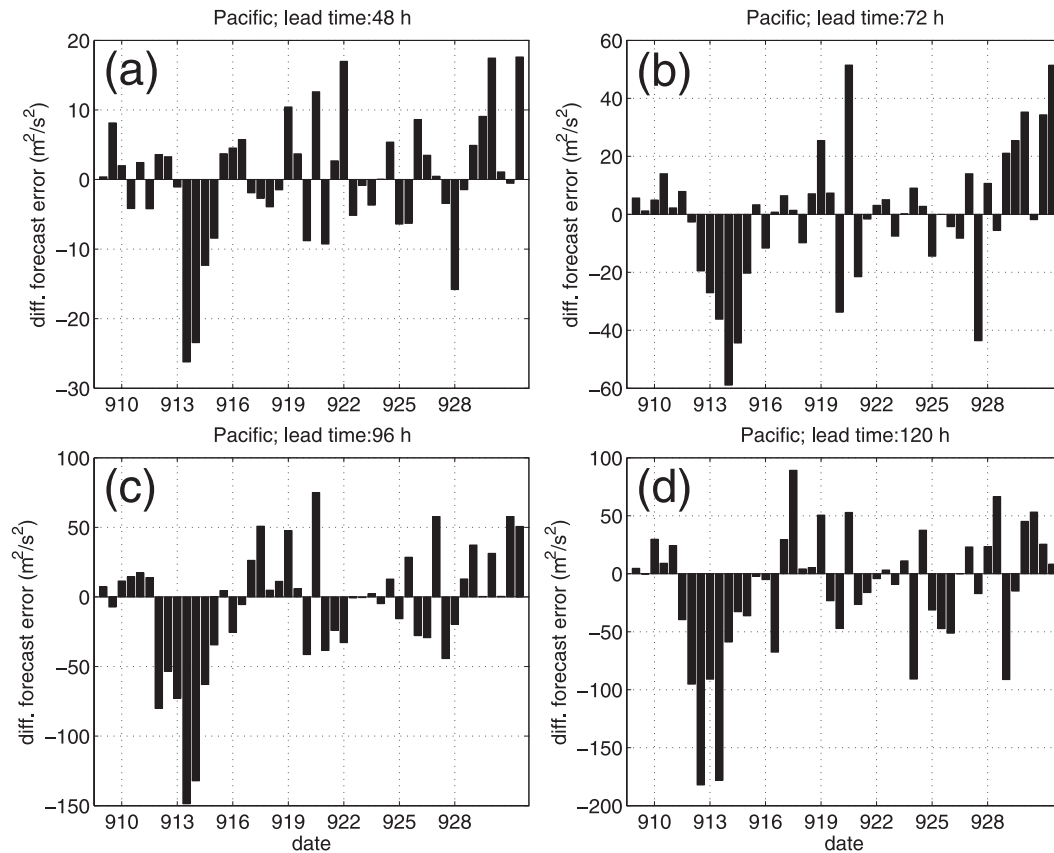 Pacific; lead time:48 h
(a)
diff. forecast error (m²/s²)
20
10
0
−10
−20
−30
910 913 916 919 922 925 928
Pacific; lead time:72 h
(b)
diff. forecast error (m²/s²)
60
40
20
0
−20
−40
−60
910 913 916 919 922 925 928
Pacific; lead time:96 h
(c)
diff. forecast error (m²/s²)
100
50
0
−50
−100
−150
910 913 916 919 922 925 928
date
Pacific; lead time:120 h
(d)
diff. forecast error (m²/s²)
100
50
0
−50
−100
−150
−200
910 913 916 919 922 925 928
date